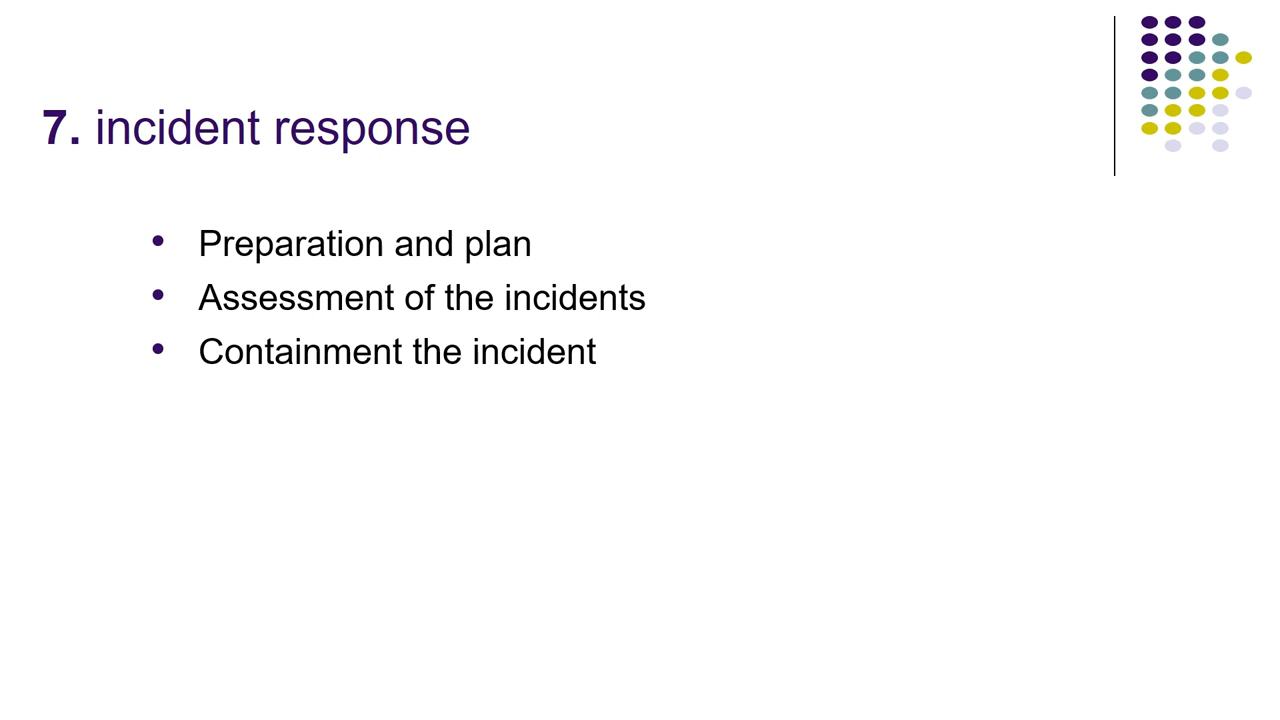 7. incident response
• Preparation and plan
• Assessment of the incidents
• Containment the incident